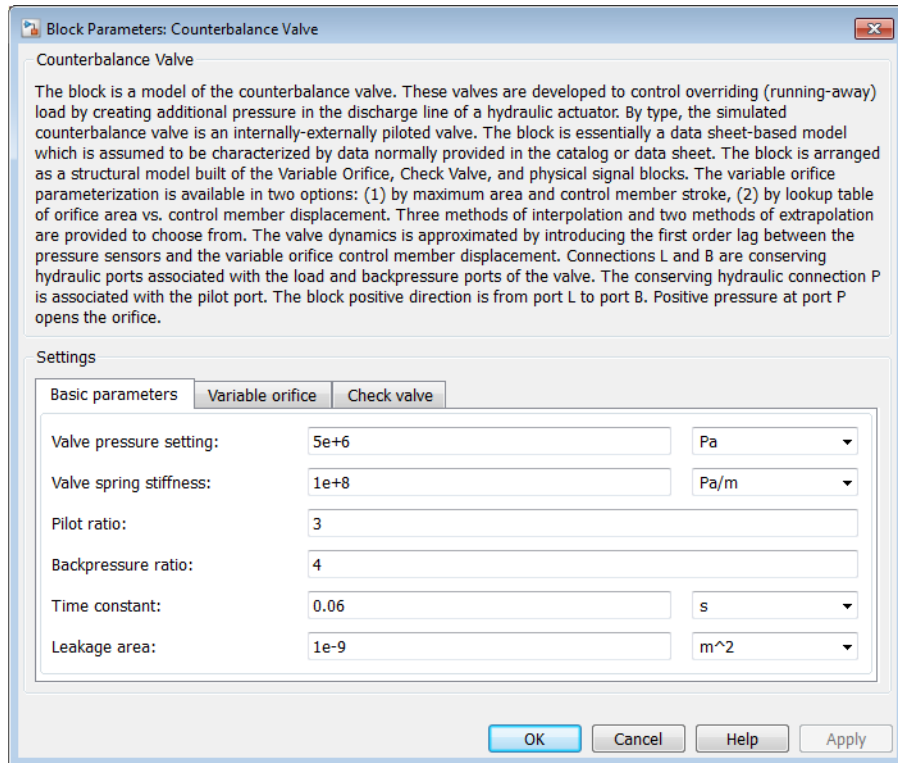 Block Parameters: Counterbalance Valve
Counterbalance Valve
The block is a model of the counterbalance valve. These valves are developed to control overriding (running-away)
load by creating additional pressure in the discharge line of a hydraulic actuator. By type, the simulated
counterbalance valve is an internally-externally piloted valve. The block is essentially a data sheet-based model
which is assumed to be characterized by data normally provided in the catalog or data sheet. The block is arranged
as a structural model built of the Variable Orifice, Check Valve, and physical signal blocks. The variable orifice
parameterization is available in two options: (1) by maximum area and control member stroke, (2) by lookup table
of orifice area vs. control member displacement. Three methods of interpolation and two methods of extrapolation
are provided to choose from. The valve dynamics is approximated by introducing the first order lag between the
pressure sensors and the variable orifice control member displacement. Connections L and B are conserving
hydraulic ports associated with the load and backpressure ports of the valve. The conserving hydraulic connection P
is associated with the pilot port. The block positive direction is from port L to port B. Positive pressure at port P
opens the orifice.
Settings
Basic parameters Variable orifice Check valve
Valve pressure setting: 5e+6 Pa
Valve spring stiffness: 1e+8 Pa/m
Pilot ratio: 3
Backpressure ratio: 4
Time constant: 0.06 s
Leakage area: 1e-9 m^2
OK Cancel Help Apply